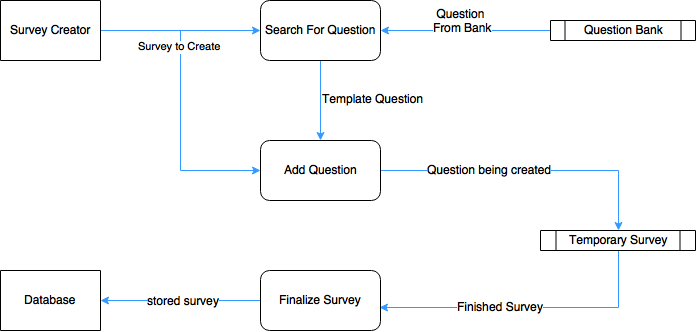 Survey Creator
Survey to Create
Search For Question
Question
From Bank
Question Bank
Template Question
Add Question
Question being created
Temporary Survey
Database
stored survey
Finalize Survey
Finished Survey